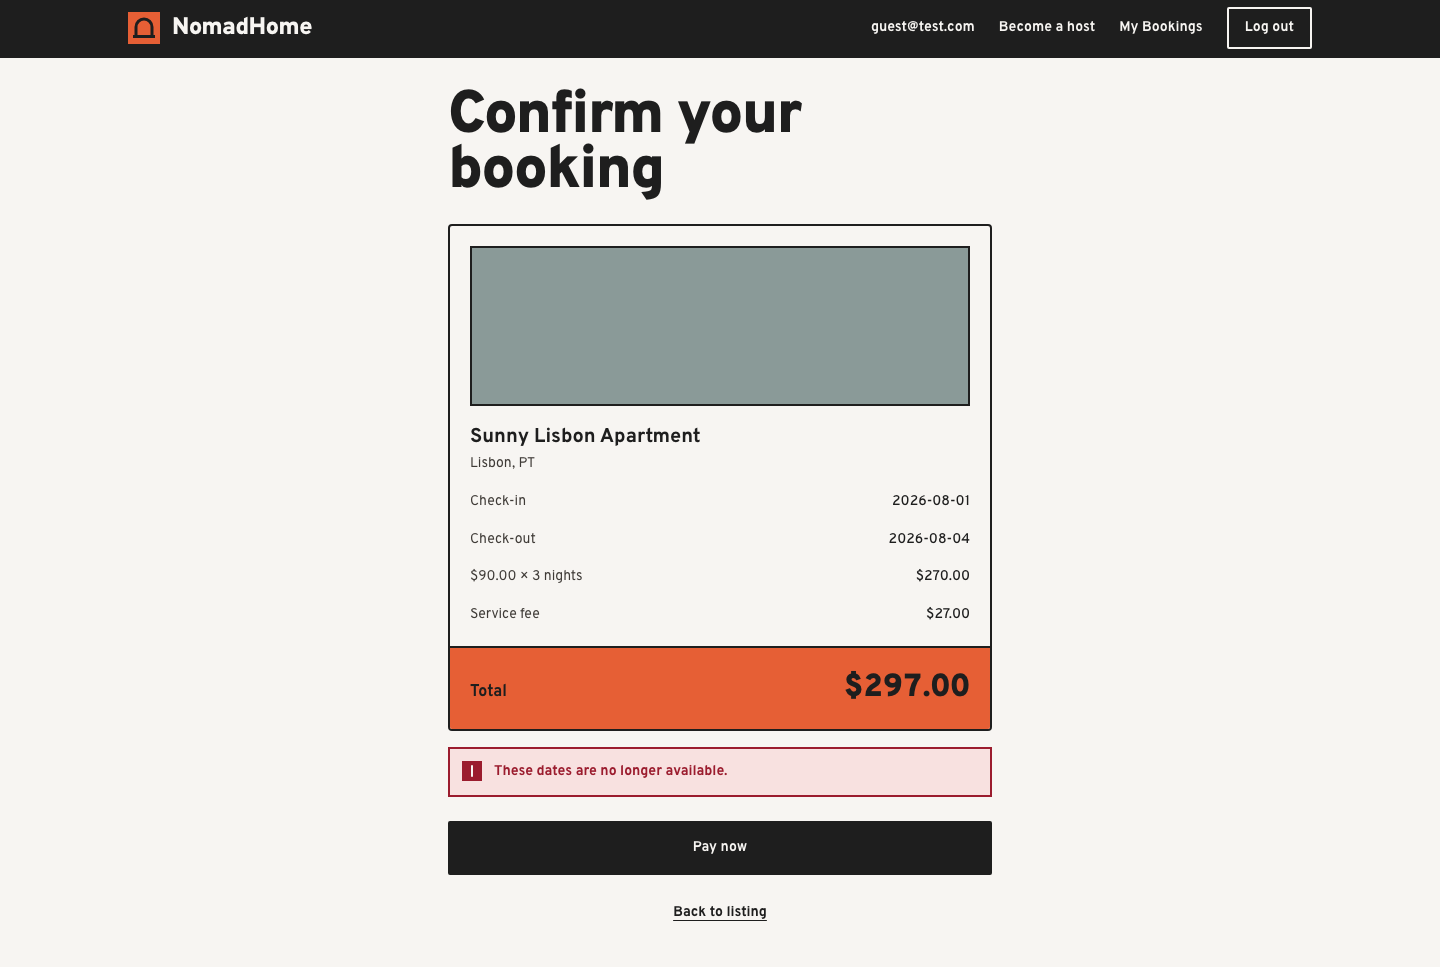 NomadHome
guest@test.com
Become a host
My Bookings
Log out
Confirm your
booking
Sunny Lisbon Apartment
Lisbon, PT
Check-in 2026-08-01
Check-out 2026-08-04
$90.00 × 3 nights $270.00
Service fee $27.00
Total $297.00
These dates are no longer available.
Pay now
Back to listing